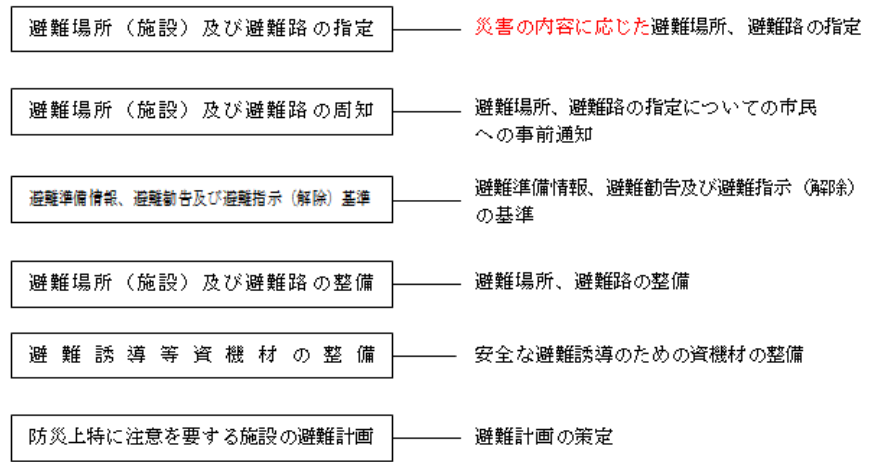 避難場所（施設）及び避難路の指定
災害の内容に応じた避難場所、避難路の指定
避難場所（施設）及び避難路の周知
避難場所、避難路の指定についての市民
への事前通知
避難準備情報、避難勧告及び避難指示（解除）基準
避難準備情報、避難勧告及び避難指示（解除）
の基準
避難場所（施設）及び避難路の整備
避難場所、避難路の整備
避難誘導等資機材の整備
安全な避難誘導のための資機材の整備
防災上特に注意を要する施設の避難計画
避難計画の策定